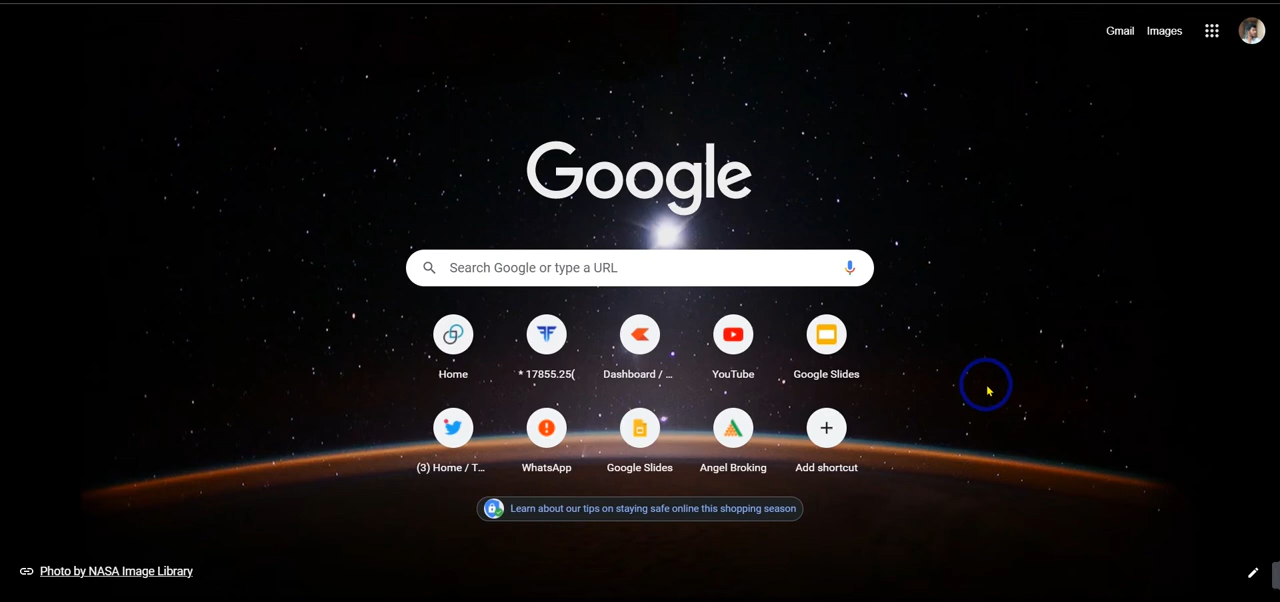 Gmail Images
Google
Search Google or type a URL
Home * 17855.25( Dashboard / ... YouTube Google Slides
(3) Home / T... WhatsApp Google Slides Angel Broking Add shortcut
Learn about our tips on staying safe online this shopping season
Photo by NASA Image Library